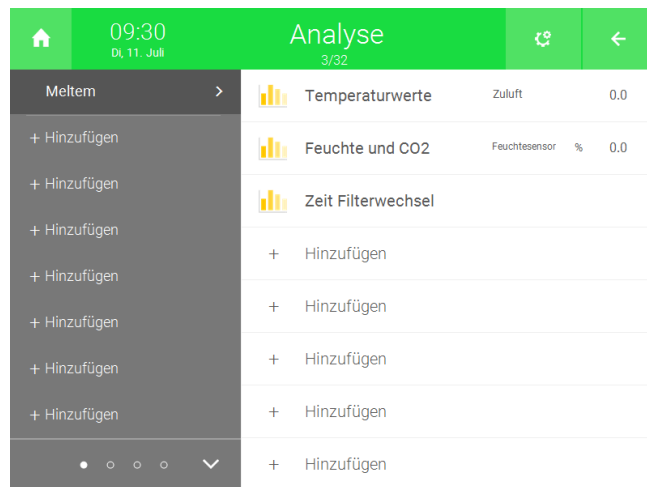 09:30
Di, 11. Juli
Analyse
3/32
Meltem
+ Hinzufügen
+ Hinzufügen
+ Hinzufügen
+ Hinzufügen
+ Hinzufügen
+ Hinzufügen
+ Hinzufügen
Temperaturwerte Zuluft 0.0
Feuchte und CO2 Feuchtesensor % 0.0
Zeit Filterwechsel
+ Hinzufügen
+ Hinzufügen
+ Hinzufügen
+ Hinzufügen
+ Hinzufügen